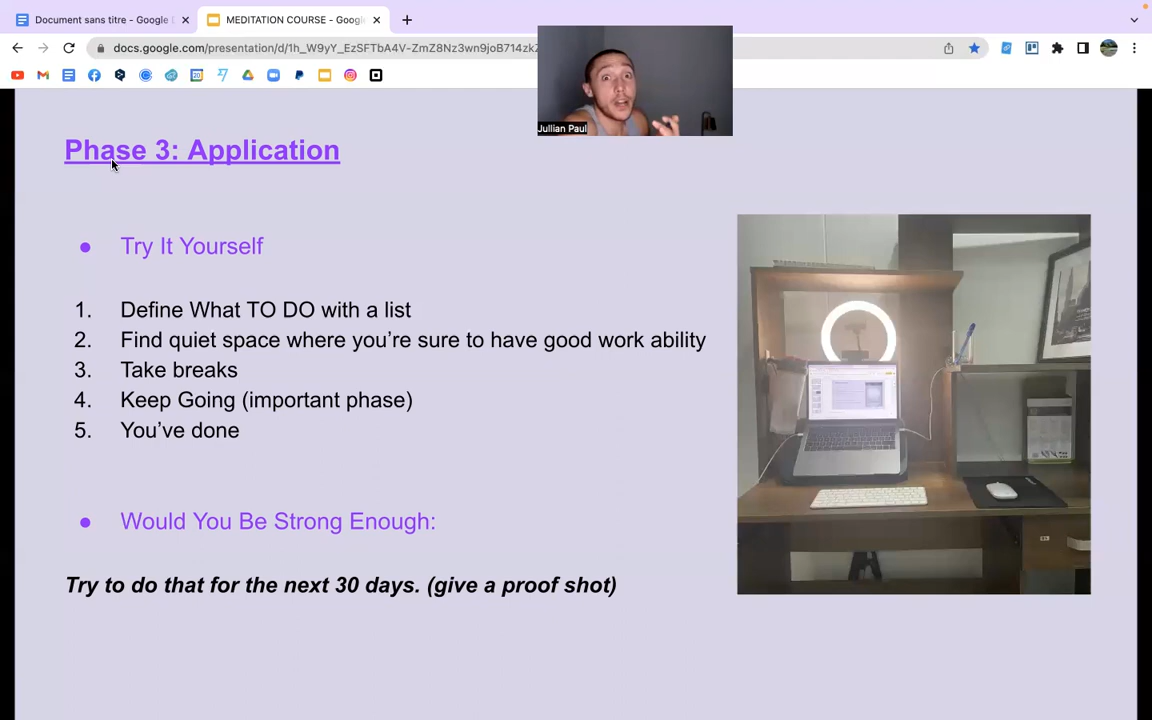 Document sans titre - Google
MEDITATION COURSE - Google
docs.google.com/presentation/d/1h_W9yY_EzSFTbA4V-ZmZ8Nz3wn9joB714zkZ
Jullian Paul
Phase 3: Application
● Try It Yourself
1. Define What TO DO with a list
2. Find quiet space where you're sure to have good work ability
3. Take breaks
4. Keep Going (important phase)
5. You've done
● Would You Be Strong Enough:
Try to do that for the next 30 days. (give a proof shot)